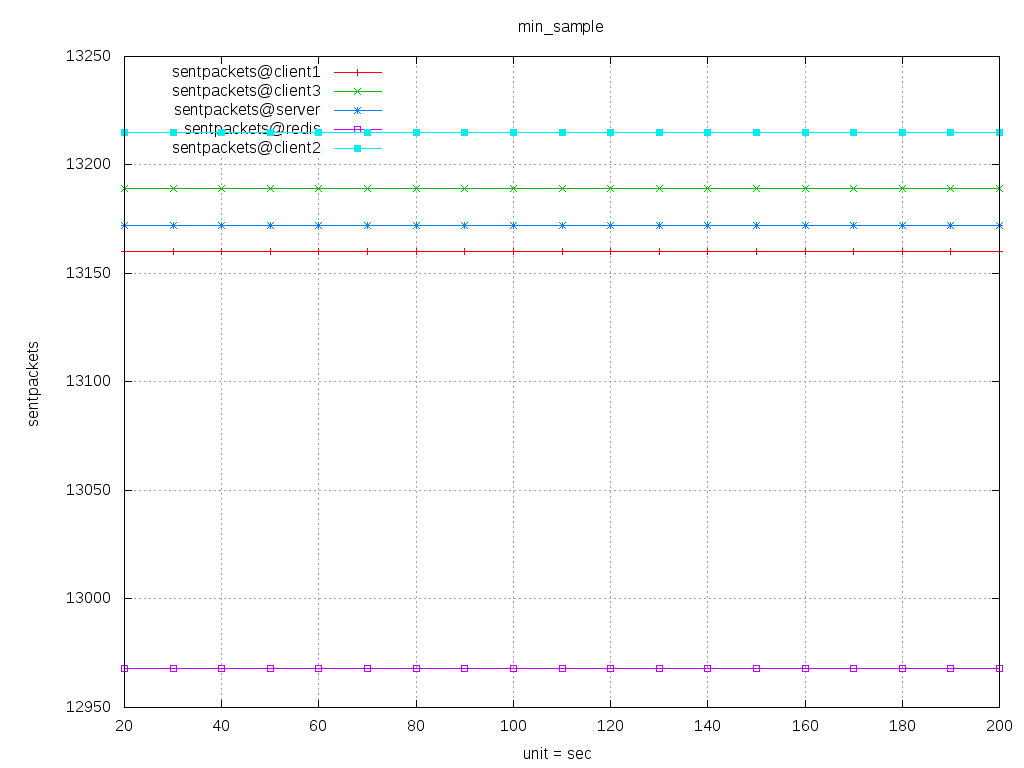 min_sample
13250
sentpackets@client1
sentpackets@client3
sentpackets@server
sentpackets@redis
sentpackets@client2
13200
13150
13100
sentpackets
13050
13000
12950
20 40 60 80 100 120 140 160 180 200
unit = sec